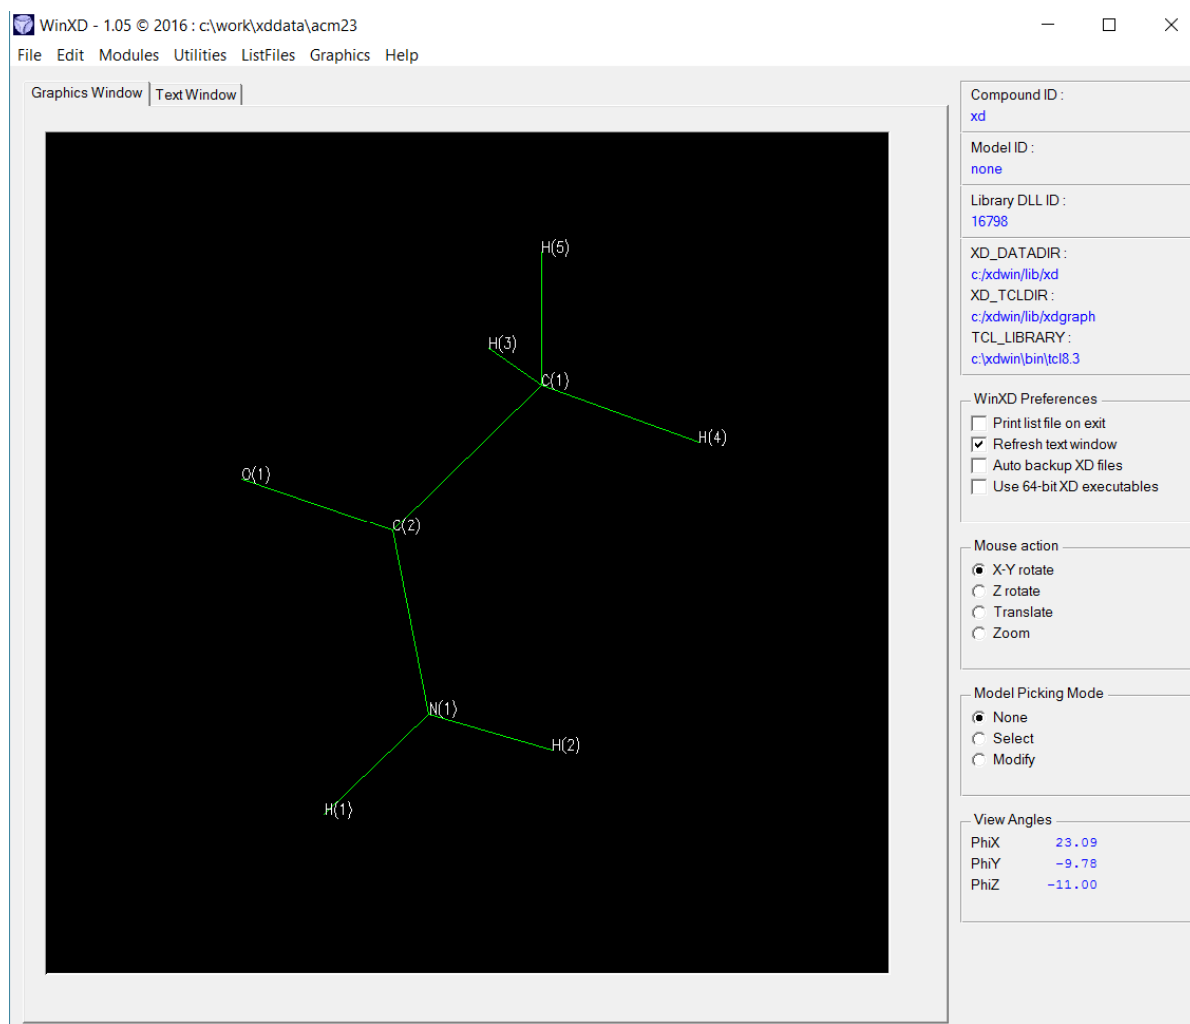 WinXD - 1.05 © 2016 : c:\work\xddata\acm23
File Edit Modules Utilities ListFiles Graphics Help
Graphics Window Text Window
H(5)
H(3)
C(1)
H(4)
O(1)
C(2)
N(1)
H(2)
H(1)
Compound ID :
xd
Model ID :
none
Library DLL ID :
16798
XD_DATADIR :
c:/xdwin/lib/xd
XD_TCLDIR :
c:/xdwin/lib/xdgraph
TCL_LIBRARY :
c:\xdwin\bin\tcl8.3
WinXD Preferences
Print list file on exit
Refresh text window
Auto backup XD files
Use 64-bit XD executables
Mouse action
X-Y rotate
Z rotate
Translate
Zoom
Model Picking Mode
None
Select
Modify
View Angles
PhiX 23.09
PhiY -9.78
PhiZ -11.00